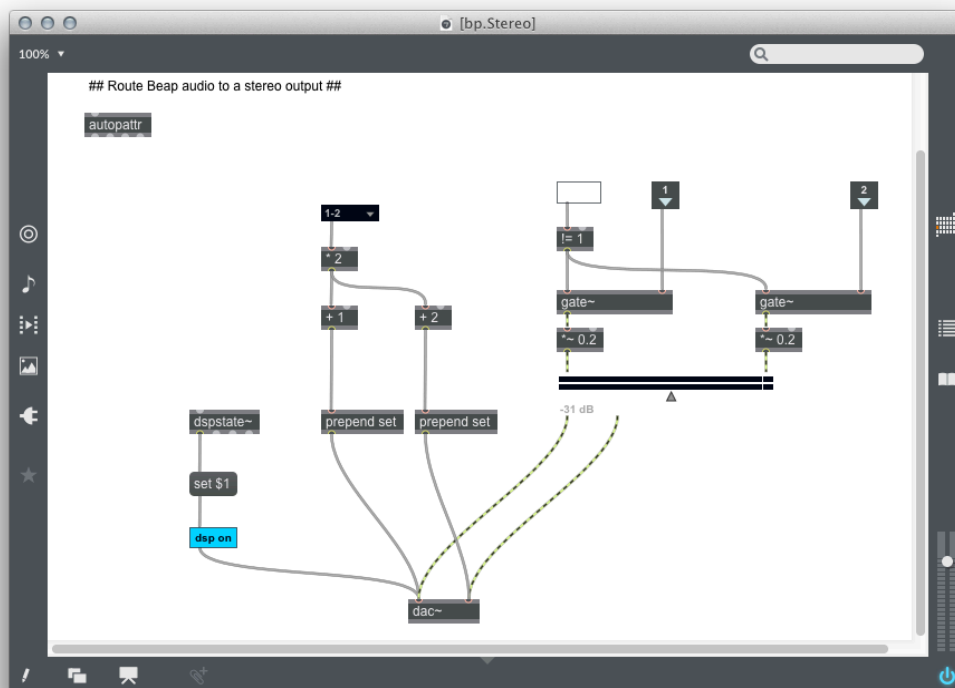 [bp.Stereo]
100%
## Route Beap audio to a stereo output ##
autopattr
1-2
1
2
* 2
!= 1
+ 1
+ 2
gate~
gate~
*~ 0.2
*~ 0.2
-31 dB
dspstate~
prepend set
prepend set
set $1
dsp on
dac~